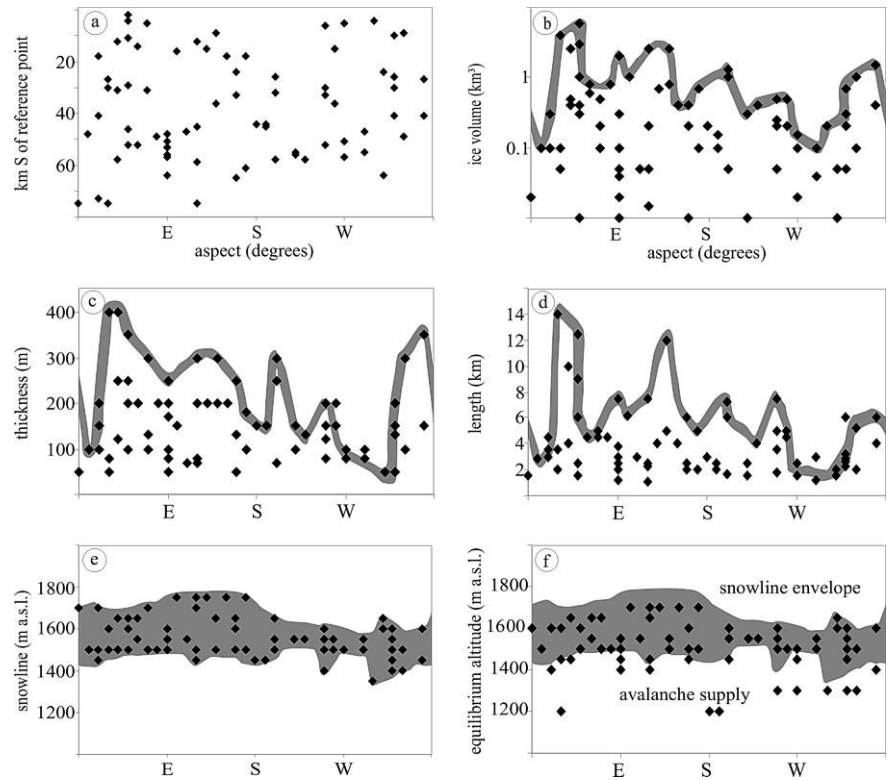 a
km S of reference point
20
40
60
E
S
W
aspect (degrees)
b
ice volume (km³)
1
0.1
E
S
W
aspect (degrees)
c
thickness (m)
400
300
200
100
E
S
W
d
length (km)
14
12
10
8
6
4
2
E
S
W
e
snowline (m a.s.l.)
1800
1600
1400
1200
E
S
W
f
equilibrium altitude (m a.s.l.)
1800
1600
1400
1200
snowline envelope
avalanche supply
E
S
W